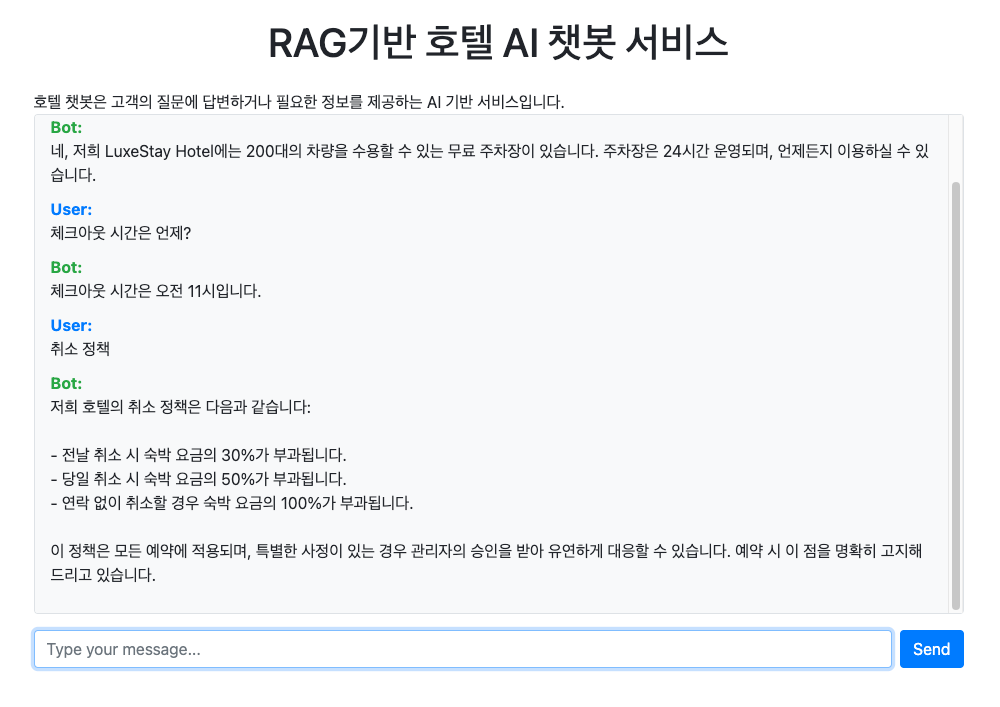 RAG기반 호텔 AI 챗봇 서비스
호텔 챗봇은 고객의 질문에 답변하거나 필요한 정보를 제공하는 AI 기반 서비스입니다.
Bot:
네, 저희 LuxeStay Hotel에는 200대의 차량을 수용할 수 있는 무료 주차장이 있습니다. 주차장은 24시간 운영되며, 언제든지 이용하실 수 있
습니다.
User:
체크아웃 시간은 언제?
Bot:
체크아웃 시간은 오전 11시입니다.
User:
취소 정책
Bot:
저희 호텔의 취소 정책은 다음과 같습니다:
- 전날 취소 시 숙박 요금의 30%가 부과됩니다.
- 당일 취소 시 숙박 요금의 50%가 부과됩니다.
- 연락 없이 취소할 경우 숙박 요금의 100%가 부과됩니다.
이 정책은 모든 예약에 적용되며, 특별한 사정이 있는 경우 관리자의 승인을 받아 유연하게 대응할 수 있습니다. 예약 시 이 점을 명확히 고지해
드리고 있습니다.
Type your message...
Send